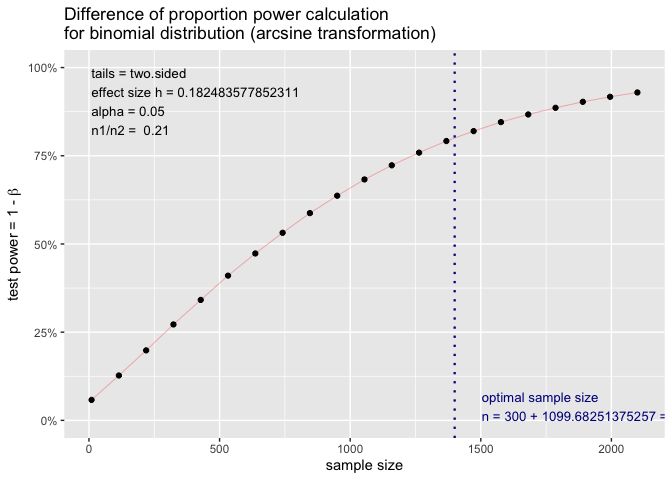 Difference of proportion power calculation
for binomial distribution (arcsine transformation)
100%
75%
50%
25%
0%
test power = 1 - β
tails = two.sided
effect size h = 0.182483577852311
alpha = 0.05
n1/n2 = 0.21
optimal sample size
n = 300 + 1099.68251375257 =
0
500
1000
1500
2000
sample size